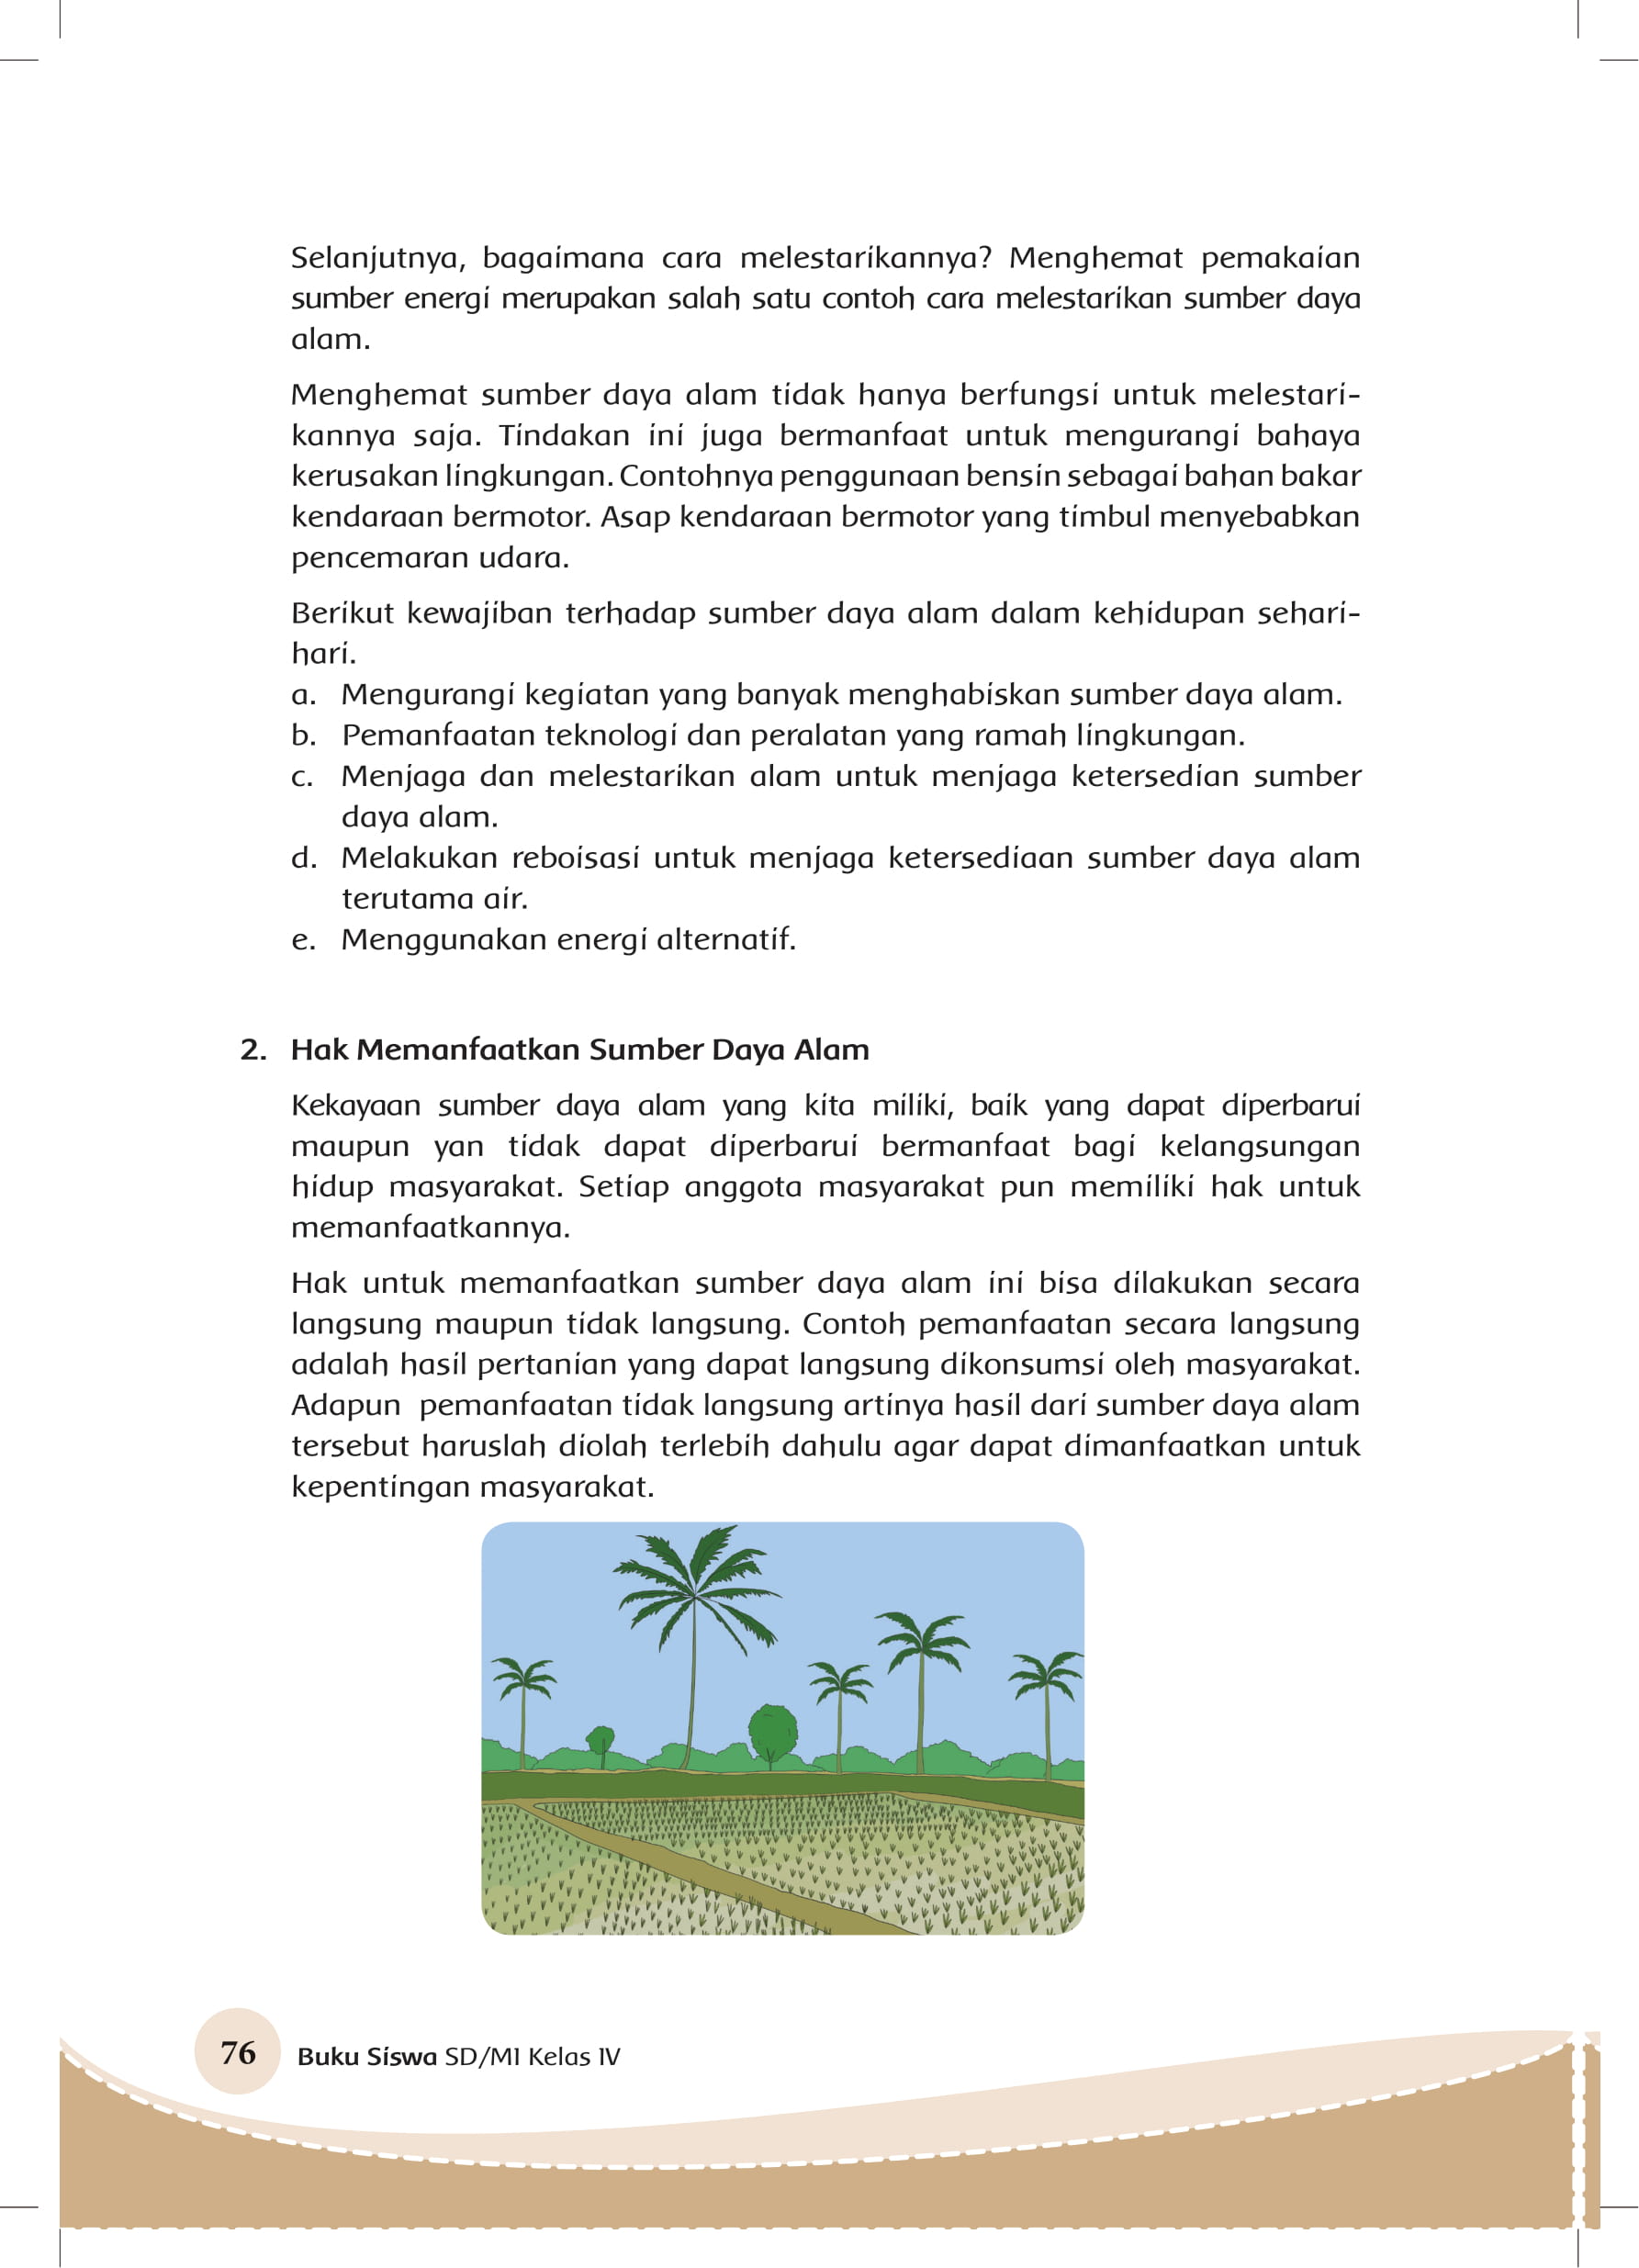 Selanjutnya, bagaimana cara melestarikannya? Menghemat pemakaian
sumber energi merupakan salah satu contoh cara melestarikan sumber daya
alam.
Menghemat sumber daya alam tidak hanya berfungsi untuk melestari-
kannya saja. Tindakan ini juga bermanfaat untuk mengurangi bahaya
kerusakan lingkungan. Contohnya penggunaan bensin sebagai bahan bakar
kendaraan bermotor. Asap kendaraan bermotor yang timbul menyebabkan
pencemaran udara.
Berikut kewajiban terhadap sumber daya alam dalam kehidupan sehari-
hari.
a. Mengurangi kegiatan yang banyak menghabiskan sumber daya alam.
b. Pemanfaatan teknologi dan peralatan yang ramah lingkungan.
c. Menjaga dan melestarikan alam untuk menjaga ketersedian sumber
daya alam.
d. Melakukan reboisasi untuk menjaga ketersediaan sumber daya alam
terutama air.
e. Menggunakan energi alternatif.
2. Hak Memanfaatkan Sumber Daya Alam
Kekayaan sumber daya alam yang kita miliki, baik yang dapat diperbarui
maupun yan tidak dapat diperbarui bermanfaat bagi kelangsungan
hidup masyarakat. Setiap anggota masyarakat pun memiliki hak untuk
memanfaatkannya.
Hak untuk memanfaatkan sumber daya alam ini bisa dilakukan secara
langsung maupun tidak langsung. Contoh pemanfaatan secara langsung
adalah hasil pertanian yang dapat langsung dikonsumsi oleh masyarakat.
Adapun pemanfaatan tidak langsung artinya hasil dari sumber daya alam
tersebut haruslah diolah terlebih dahulu agar dapat dimanfaatkan untuk
kepentingan masyarakat.
76 Buku Siswa SD/MI Kelas IV